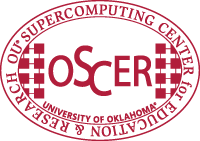 OU® SUPERCOMPUTING CENTER for EDUCATION & RESEARCH
OSCER
UNIVERSITY OF OKLAHOMA®